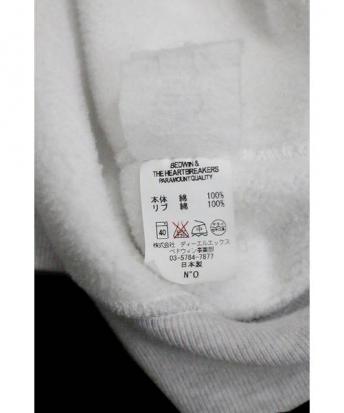 BEDWIN &
THE HEARTBREAKERS
PARAMOUNT QUALITY
本体 綿 100%
リブ 綿 100%
40
株式会社 ディーエルエックス
ベドウィン事業部
03-5784-7877
日本製
N°O